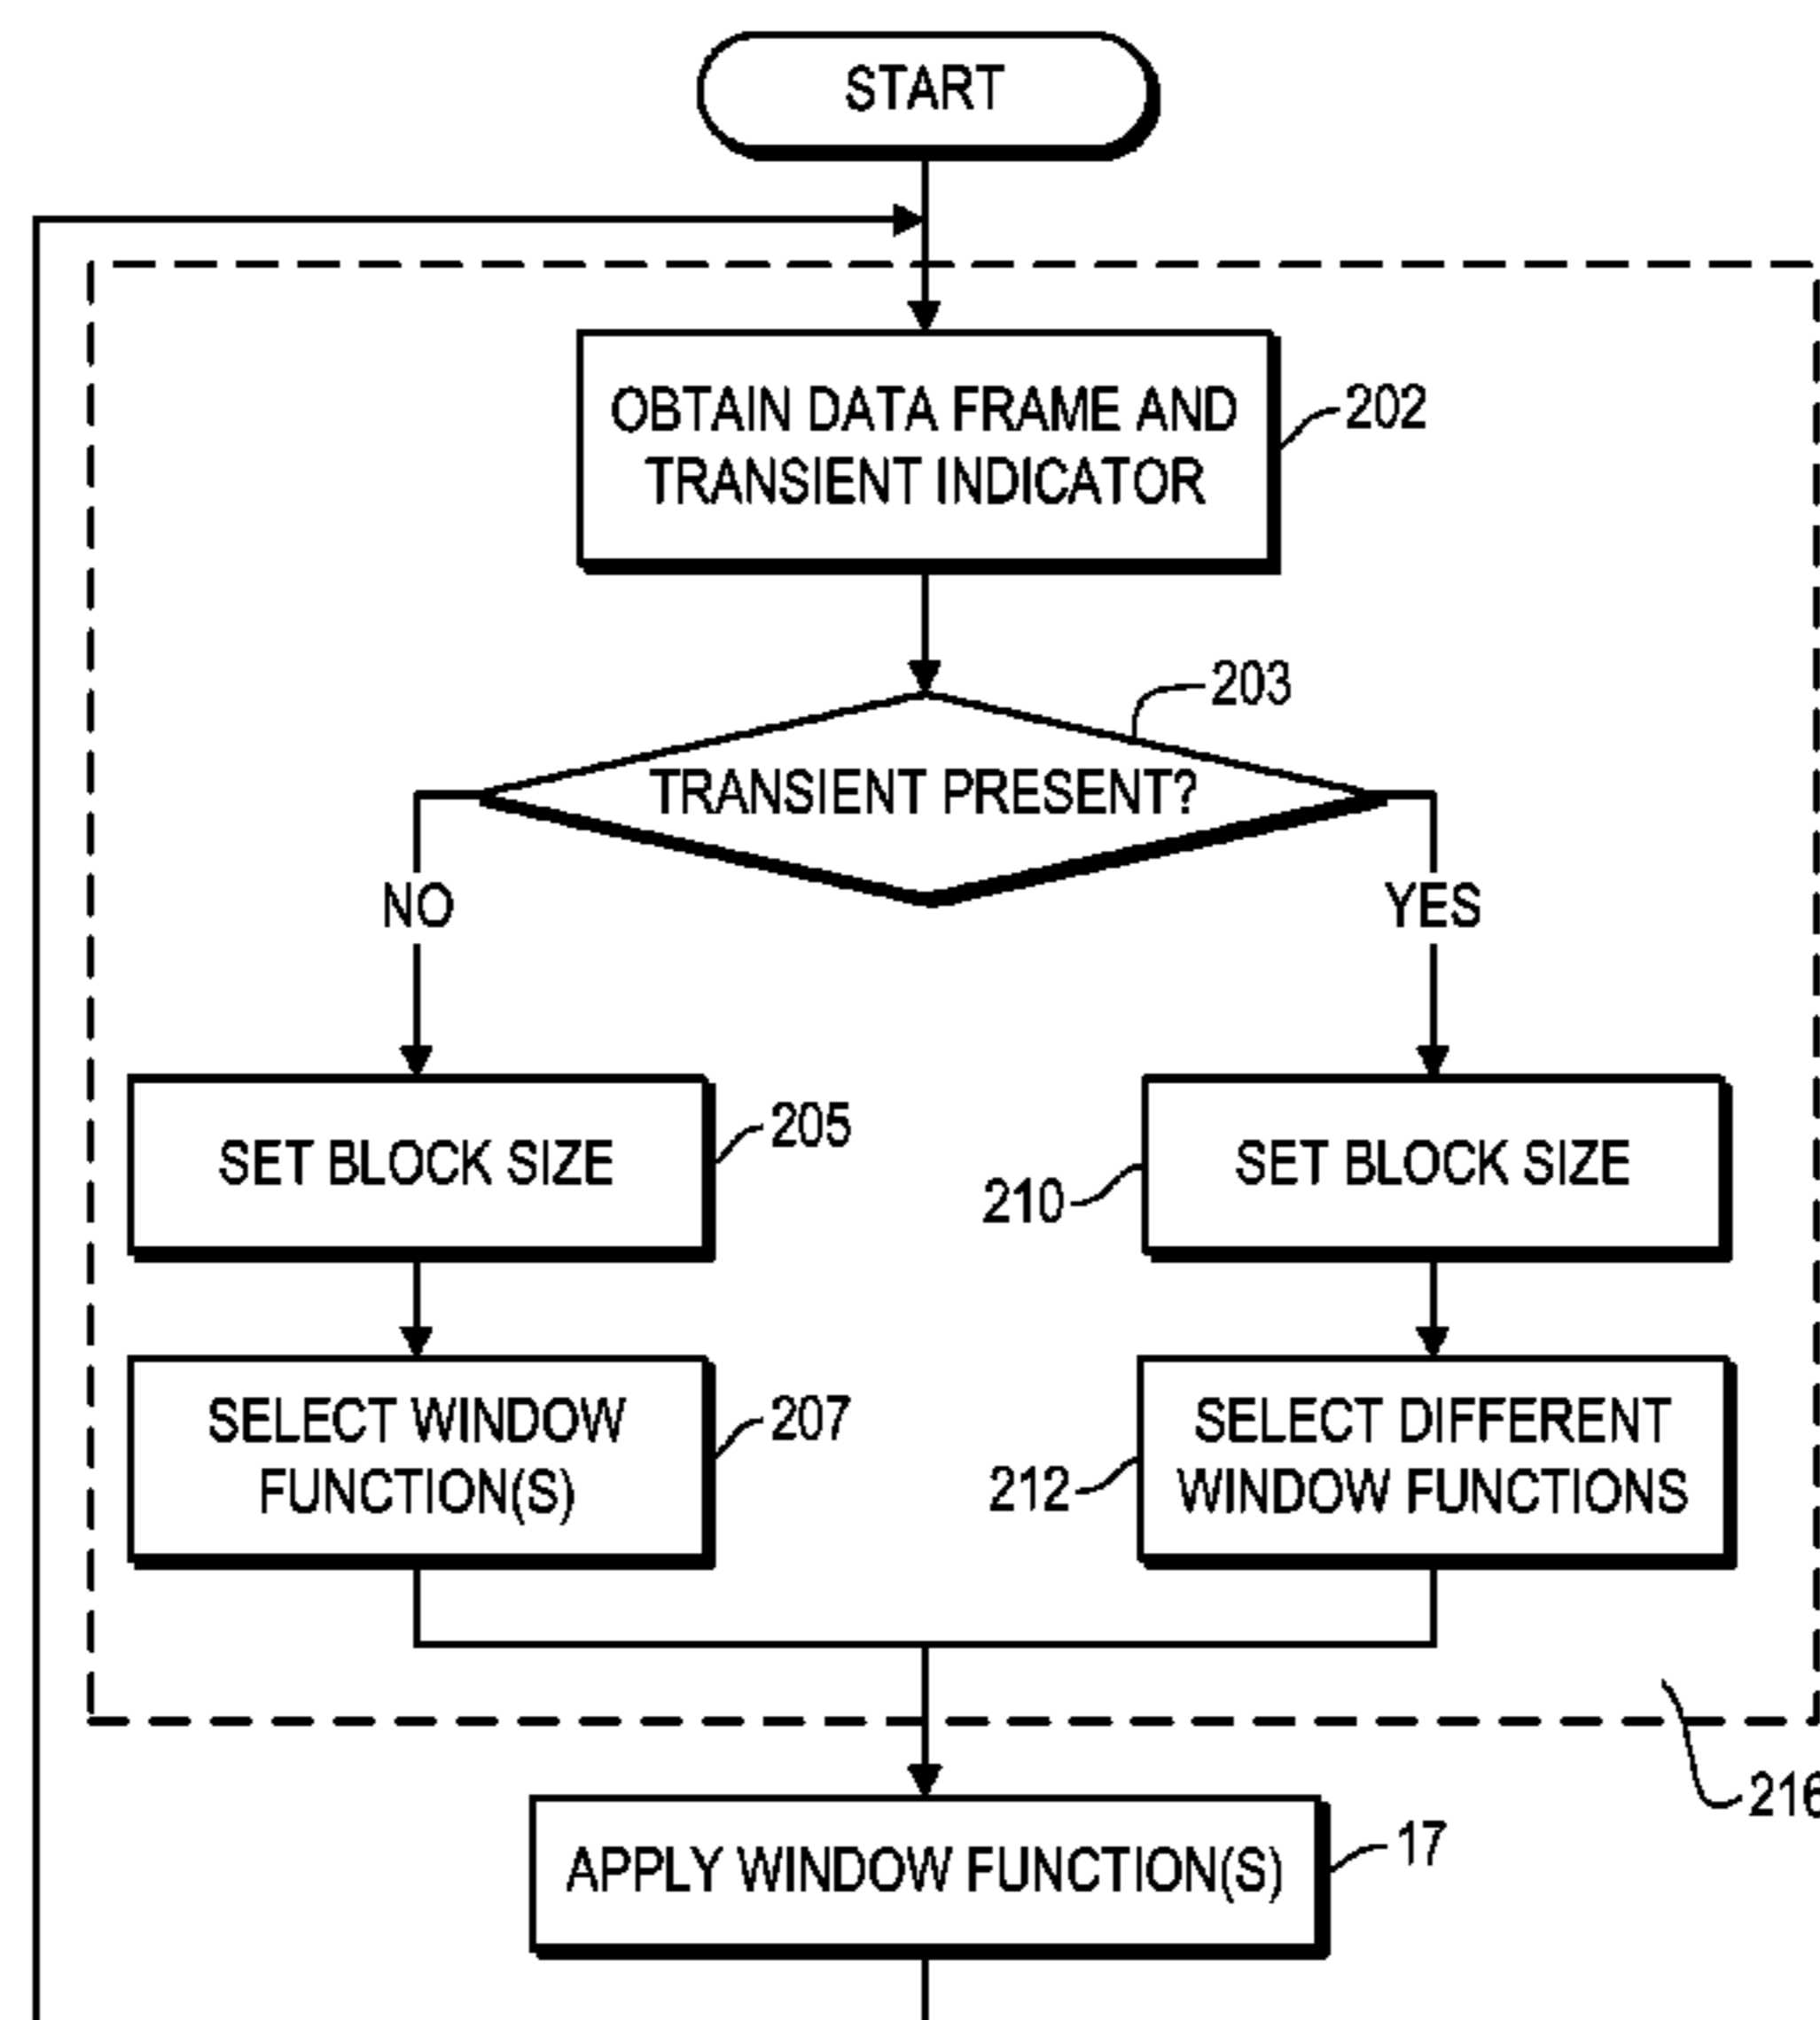 START
OBTAIN DATA FRAME AND
TRANSIENT INDICATOR
202
203
TRANSIENT PRESENT?
NO
YES
SET BLOCK SIZE
205
SET BLOCK SIZE
210
SELECT WINDOW
FUNCTION(S)
207
SELECT DIFFERENT
WINDOW FUNCTIONS
212
216
APPLY WINDOW FUNCTION(S)
17